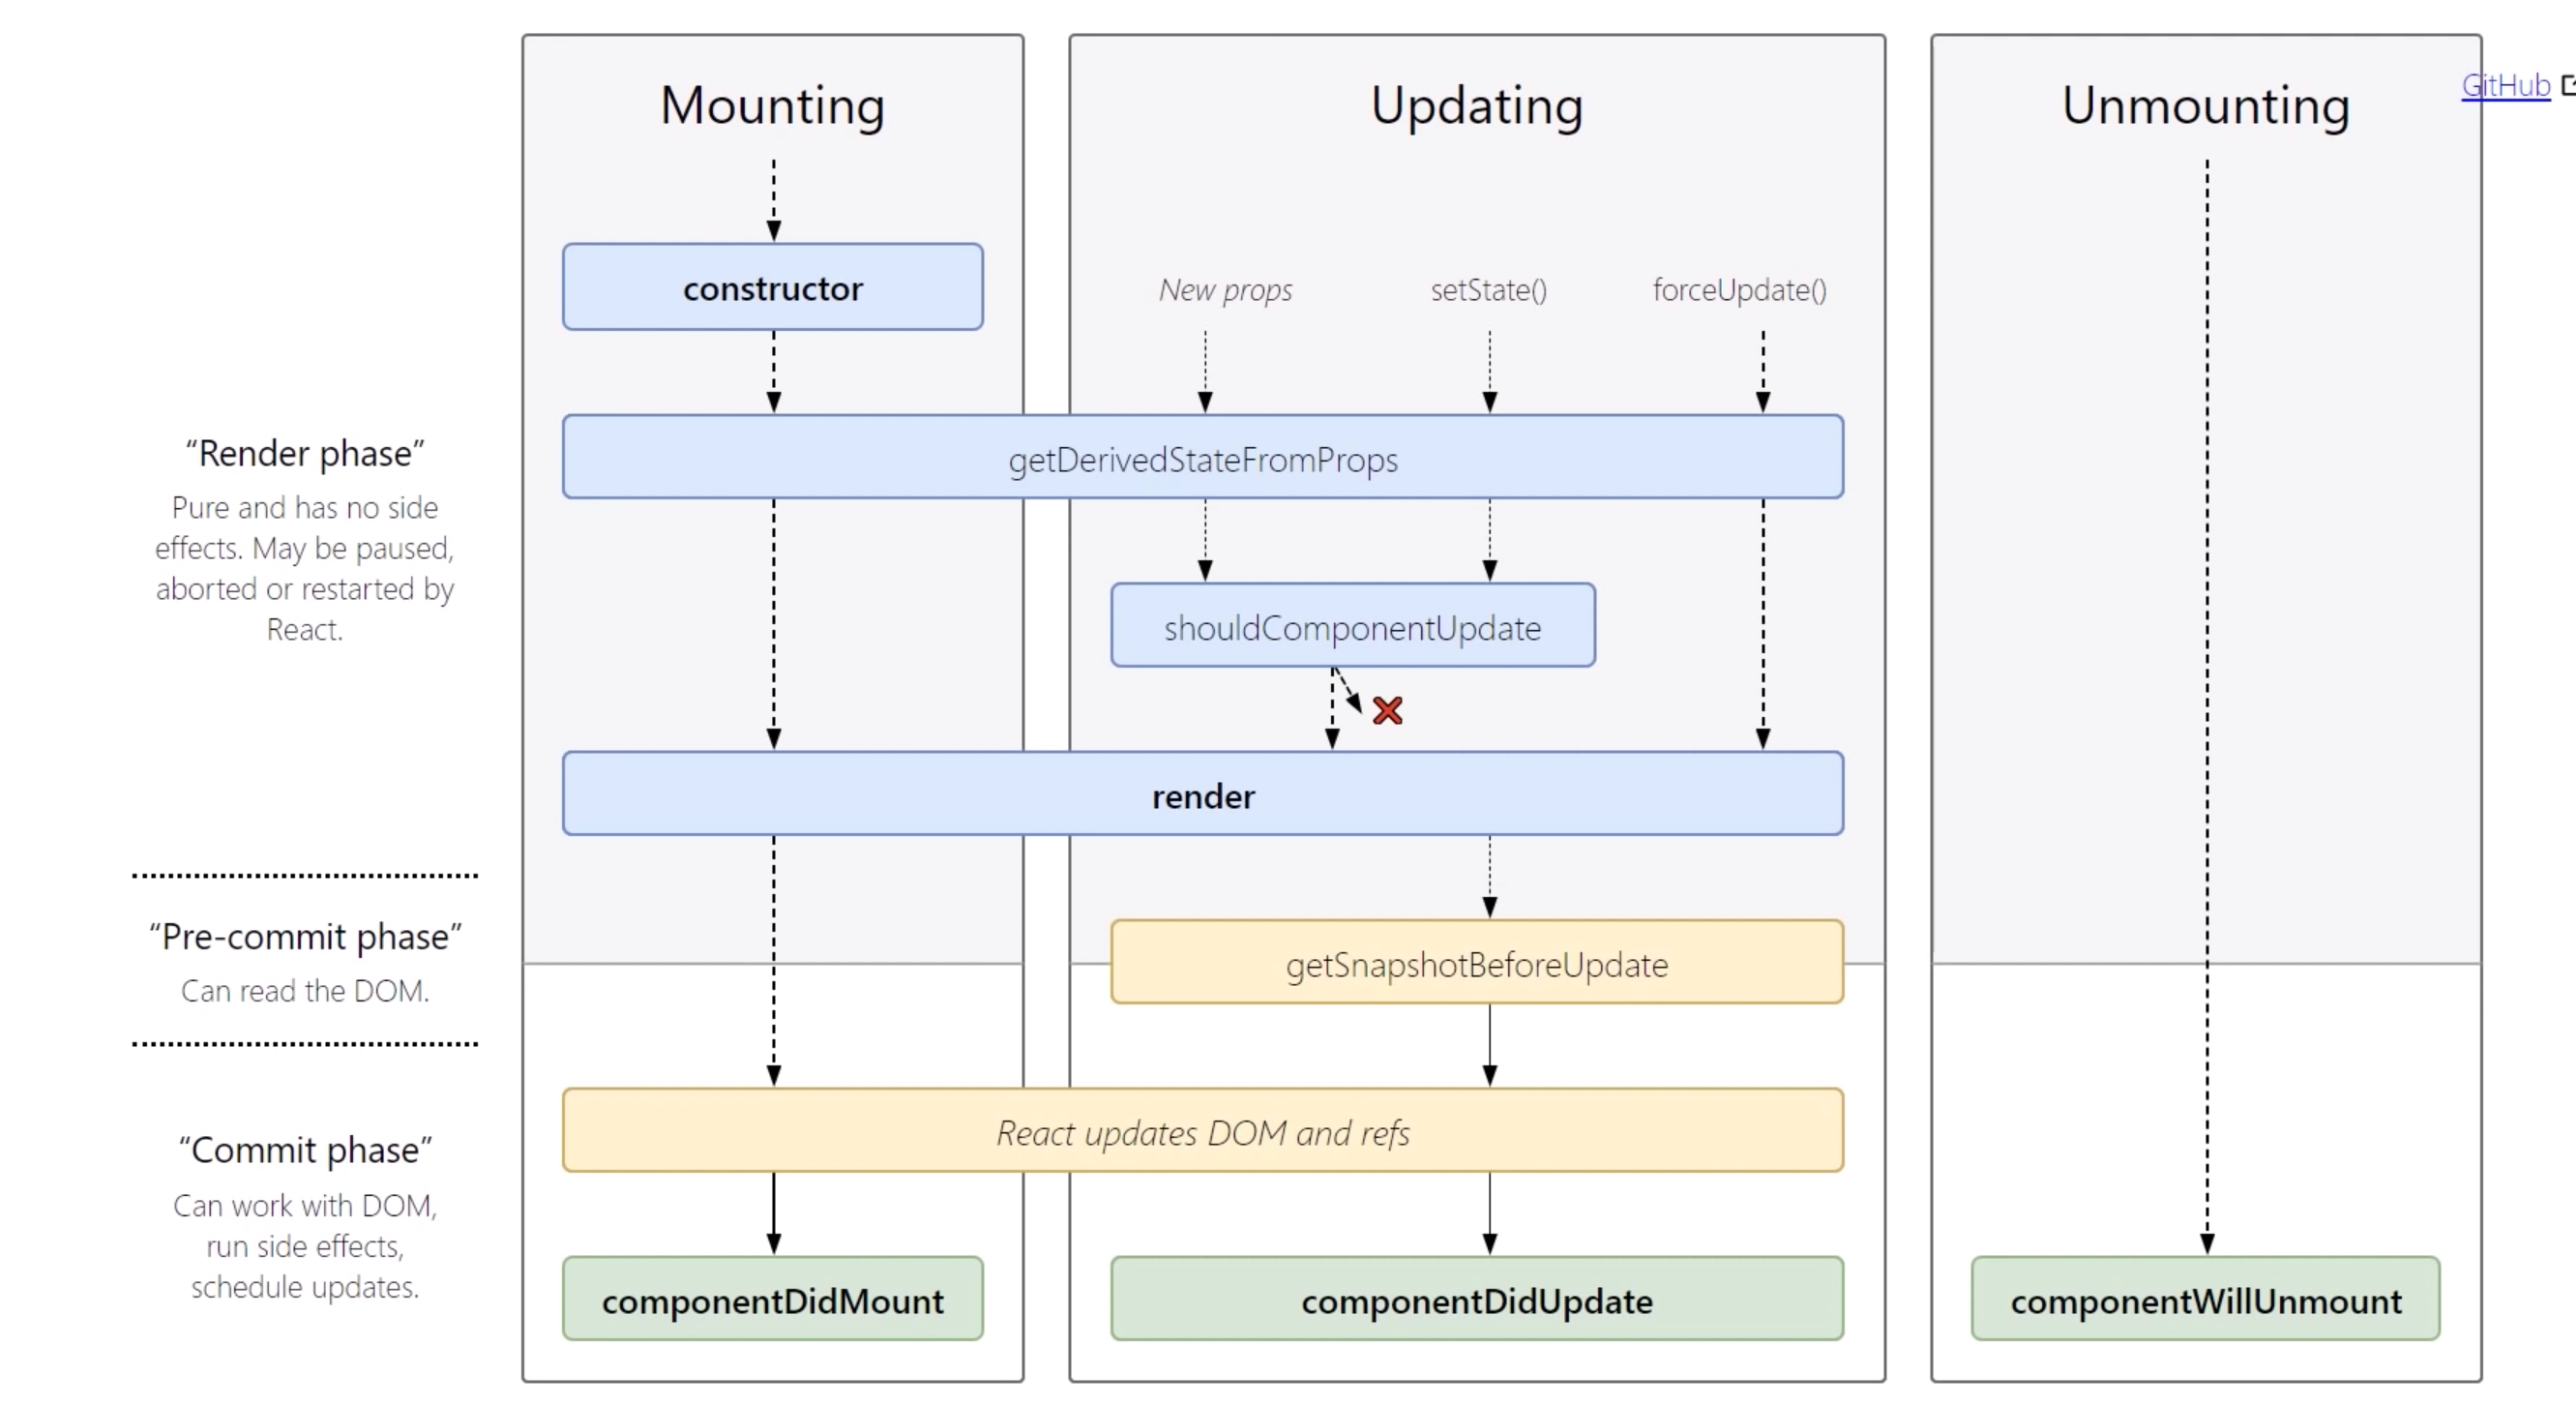 Mounting
Updating
Unmounting
GitHub
constructor
New props
setState()
forceUpdate()
“Render phase”
Pure and has no side
effects. May be paused,
aborted or restarted by
React.
getDerivedStateFromProps
shouldComponentUpdate
render
“Pre-commit phase”
Can read the DOM.
getSnapshotBeforeUpdate
“Commit phase”
Can work with DOM,
run side effects,
schedule updates.
React updates DOM and refs
componentDidMount
componentDidUpdate
componentWillUnmount